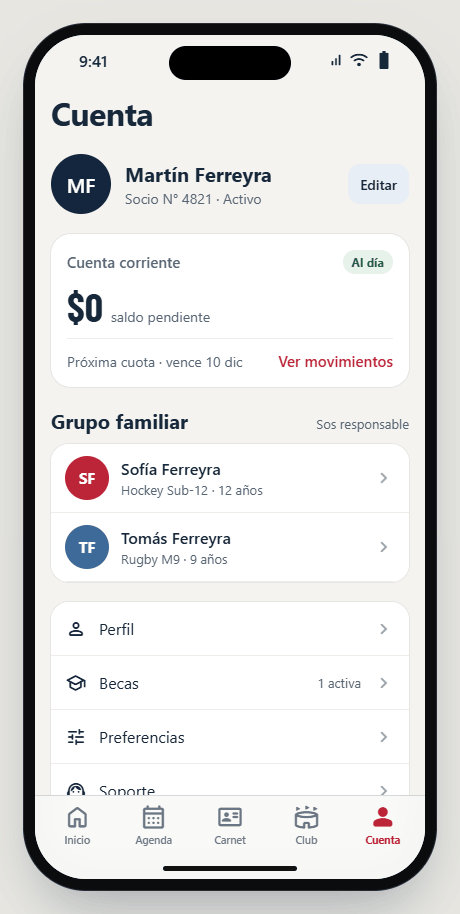 9:41
Cuenta
MF
Martín Ferreyra
Socio N° 4821 · Activo
Editar
Cuenta corriente
Al día
$0 saldo pendiente
Próxima cuota · vence 10 dic
Ver movimientos
Grupo familiar
Sos responsable
SF
Sofía Ferreyra
Hockey Sub-12 · 12 años
TF
Tomás Ferreyra
Rugby M9 · 9 años
Perfil
Becas
1 activa
Preferencias
Soporte
Inicio
Agenda
Carnet
Club
Cuenta